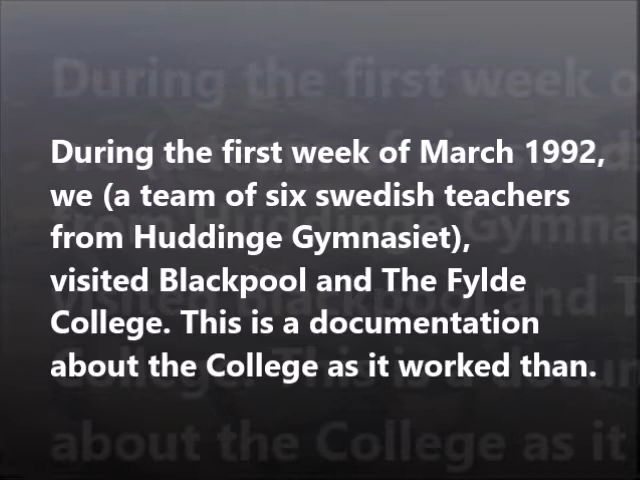 During the first week of March 1992,
we (a team of six swedish teachers
from Huddinge Gymnasiet),
visited Blackpool and The Fylde
College. This is a documentation
about the College as it worked than.